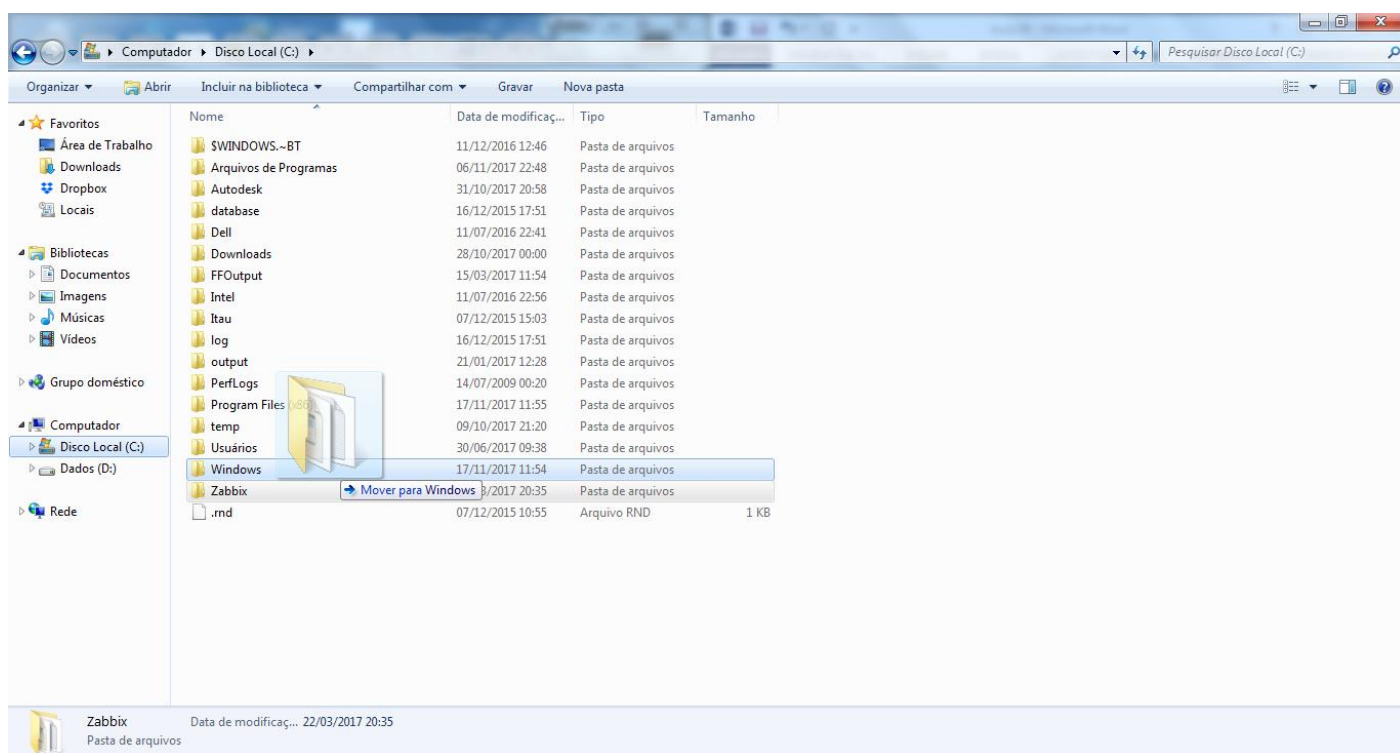 Computador ▸ Disco Local (C:) ▸ Pesquisar Disco Local (C:)
Organizar Abrir Incluir na biblioteca Compartilhar com Gravar Nova pasta
Favoritos
Área de Trabalho
Downloads
Dropbox
Locais
Bibliotecas
Documentos
Imagens
Músicas
Vídeos
Grupo doméstico
Computador
Disco Local (C:)
Dados (D:)
Rede
Nome Data de modificaç... Tipo Tamanho
$WINDOWS.~BT 11/12/2016 12:46 Pasta de arquivos
Arquivos de Programas 06/11/2017 22:48 Pasta de arquivos
Autodesk 31/10/2017 20:58 Pasta de arquivos
database 16/12/2015 17:51 Pasta de arquivos
Dell 11/07/2016 22:41 Pasta de arquivos
Downloads 28/10/2017 00:00 Pasta de arquivos
FFOutput 15/03/2017 11:54 Pasta de arquivos
Intel 11/07/2016 22:56 Pasta de arquivos
Itau 07/12/2015 15:03 Pasta de arquivos
log 16/12/2015 17:51 Pasta de arquivos
output 21/01/2017 12:28 Pasta de arquivos
PerfLogs 14/07/2009 00:20 Pasta de arquivos
Program Files (x86) 17/11/2017 11:55 Pasta de arquivos
temp 09/10/2017 21:20 Pasta de arquivos
Usuários 30/06/2017 09:38 Pasta de arquivos
Windows 17/11/2017 11:54 Pasta de arquivos
Zabbix Mover para Windows 3/2017 20:35 Pasta de arquivos
.rnd 07/12/2015 10:55 Arquivo RND 1 KB
Zabbix Data de modificaç... 22/03/2017 20:35
Pasta de arquivos